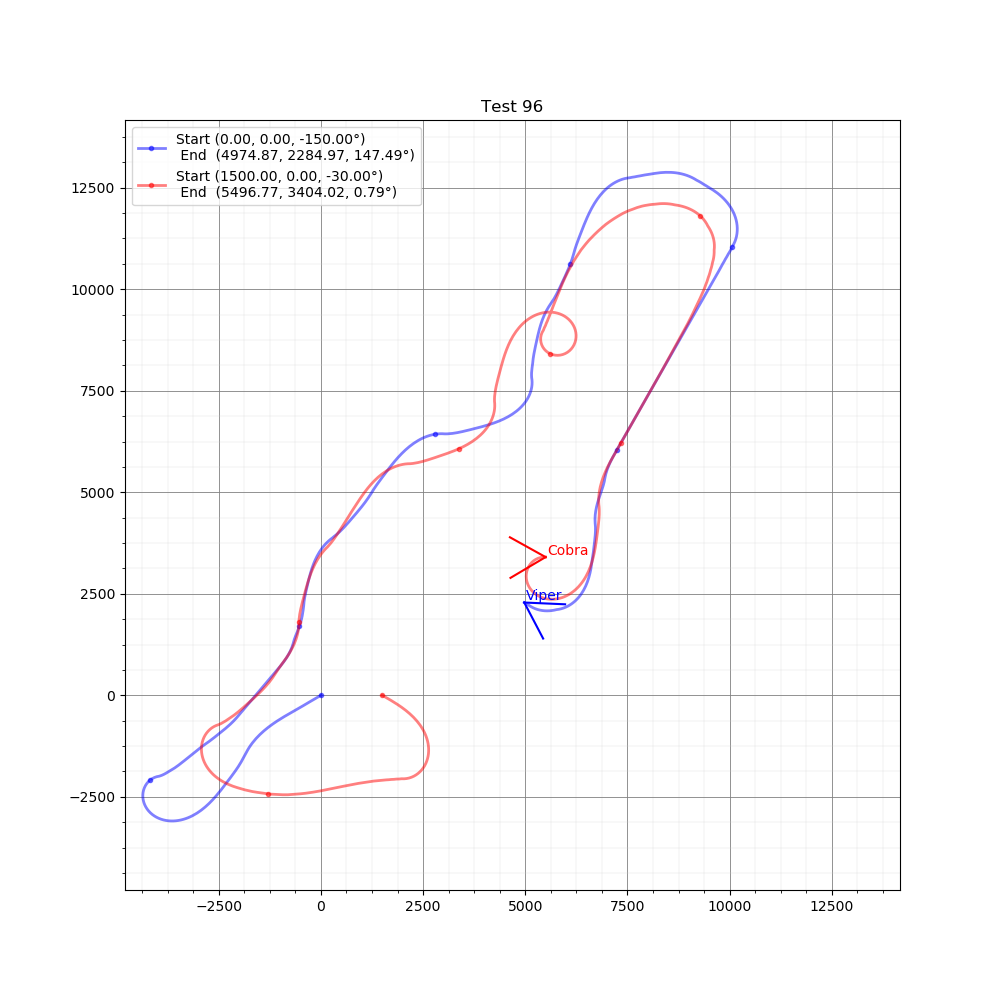 Test 96
Start (0.00, 0.00, -150.00°)
End (4974.87, 2284.97, 147.49°)
Start (1500.00, 0.00, -30.00°)
End (5496.77, 3404.02, 0.79°)
12500
10000
7500
5000
2500
0
−2500
Cobra
Viper
−2500
0
2500
5000
7500
10000
12500